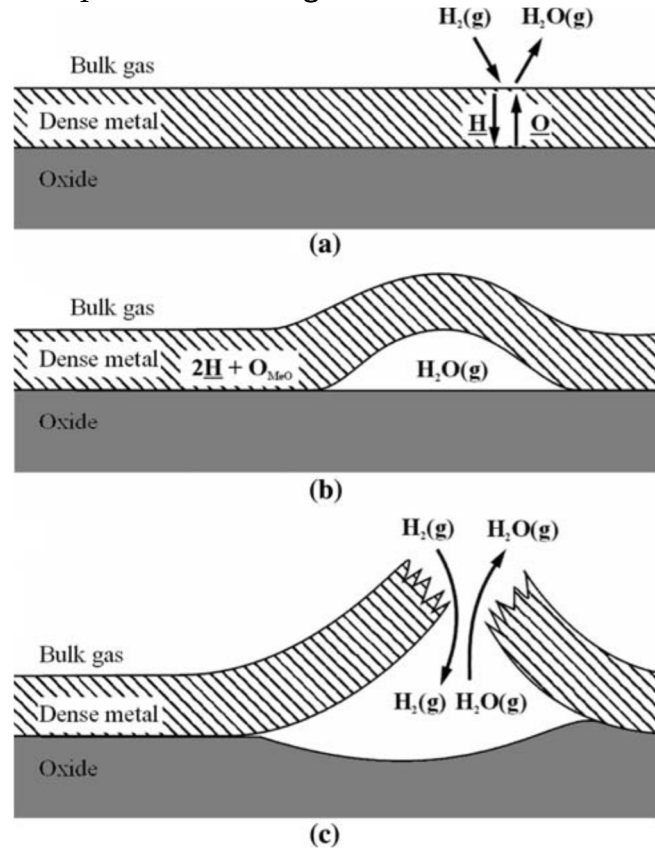 H₂(g) H₂O(g)
Bulk gas
Dense metal H O
Oxide
(a)
Bulk gas
Dense metal 2H + O_MeO H₂O(g)
Oxide
(b)
H₂(g) H₂O(g)
Bulk gas
H₂(g) H₂O(g)
Dense metal
Oxide
(c)